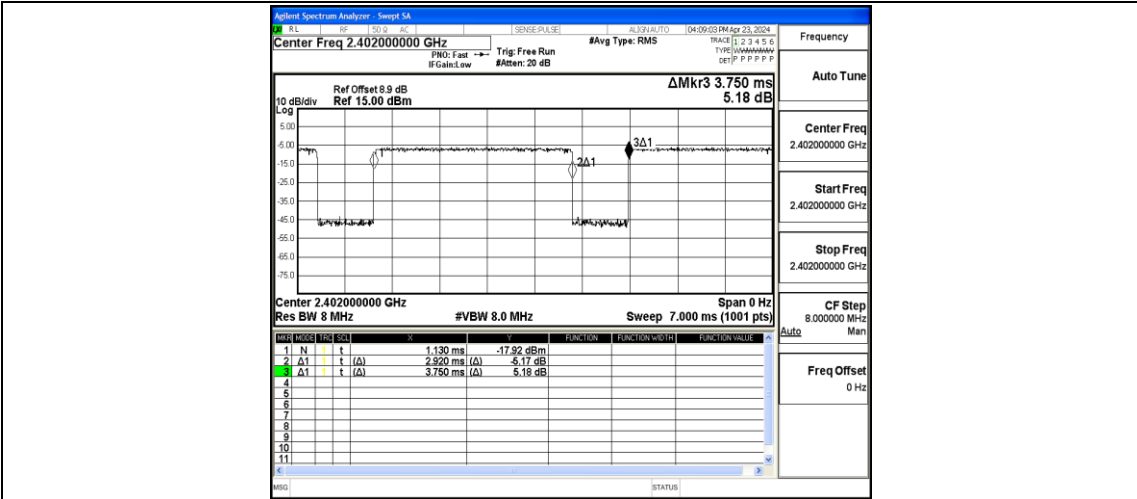 Agilent Spectrum Analyzer - Swept SA
RL RF 50 Ω AC SENSE:PULSE ALIGNAUTO 04:09:03 PM Apr 23, 2024
Center Freq 2.402000000 GHz #Avg Type: RMS TRACE 1 2 3 4 5 6
PNO: Fast Trig: Free Run TYPE
IFGain:Low #Atten: 20 dB DET P P P P P P
Frequency
Auto Tune
ΔMkr3 3.750 ms
5.18 dB
Ref Offset 8.9 dB
10 dB/div Ref 15.00 dBm
Log
5.00
-5.00
-15.0
-25.0
-35.0
-45.0
-55.0
-65.0
-75.0
1
2Δ1
3Δ1
Center Freq
2.402000000 GHz
Start Freq
2.402000000 GHz
Stop Freq
2.402000000 GHz
Center 2.402000000 GHz Span 0 Hz
Res BW 8 MHz #VBW 8.0 MHz Sweep 7.000 ms (1001 pts)
CF Step
8.000000 MHz
Auto Man
Freq Offset
0 Hz
MKR MODE TRC SCL X Y FUNCTION FUNCTION WIDTH FUNCTION VALUE
1 N 1 t 1.130 ms -17.92 dBm
2 Δ1 1 t (Δ) 2.920 ms (Δ) -5.17 dB
3 Δ1 1 t (Δ) 3.750 ms (Δ) 5.18 dB
4
5
6
7
8
9
10
11
MSG STATUS